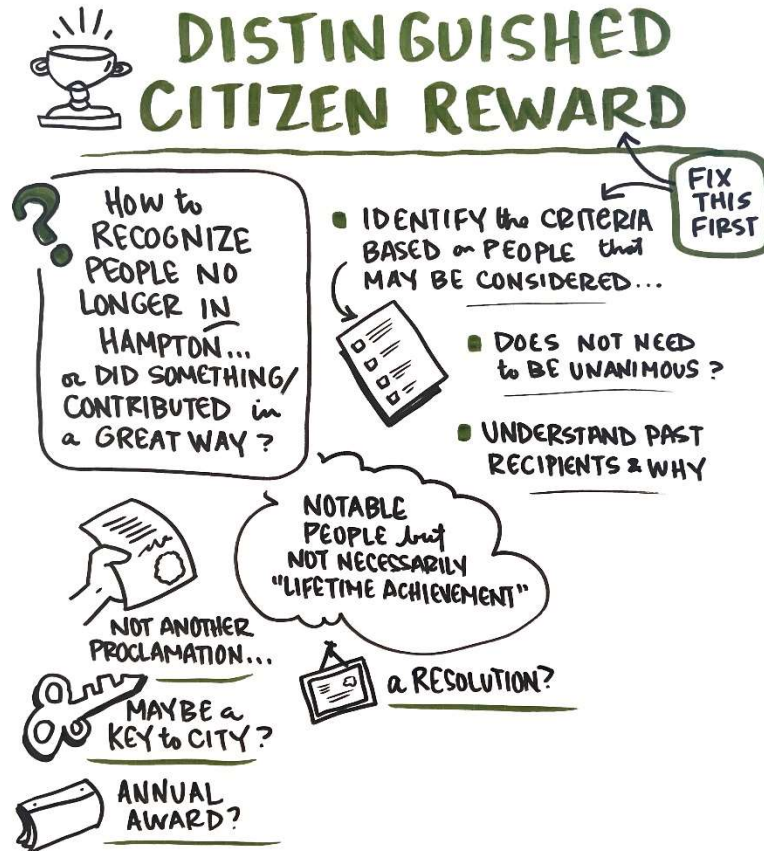 DISTINGUISHED
CITIZEN REWARD
FIX
THIS
FIRST
?
HOW to
RECOGNIZE
PEOPLE NO
LONGER IN
HAMPTON...
or DID SOMETHING/
CONTRIBUTED in
a GREAT WAY?
IDENTIFY the CRITERIA
BASED on PEOPLE that
MAY BE CONSIDERED...
DOES NOT NEED
to BE UNANIMOUS?
UNDERSTAND PAST
RECIPIENTS & WHY
NOTABLE
PEOPLE but
NOT NECESSARILY
"LIFETIME ACHIEVEMENT"
NOT ANOTHER
PROCLAMATION...
a RESOLUTION?
MAYBE a
KEY to CITY?
ANNUAL
AWARD?